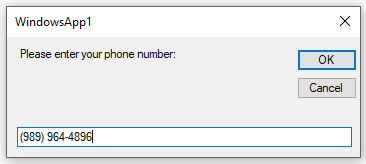 WindowsApp1
Please enter your phone number:
OK
Cancel
(989) 964-4896